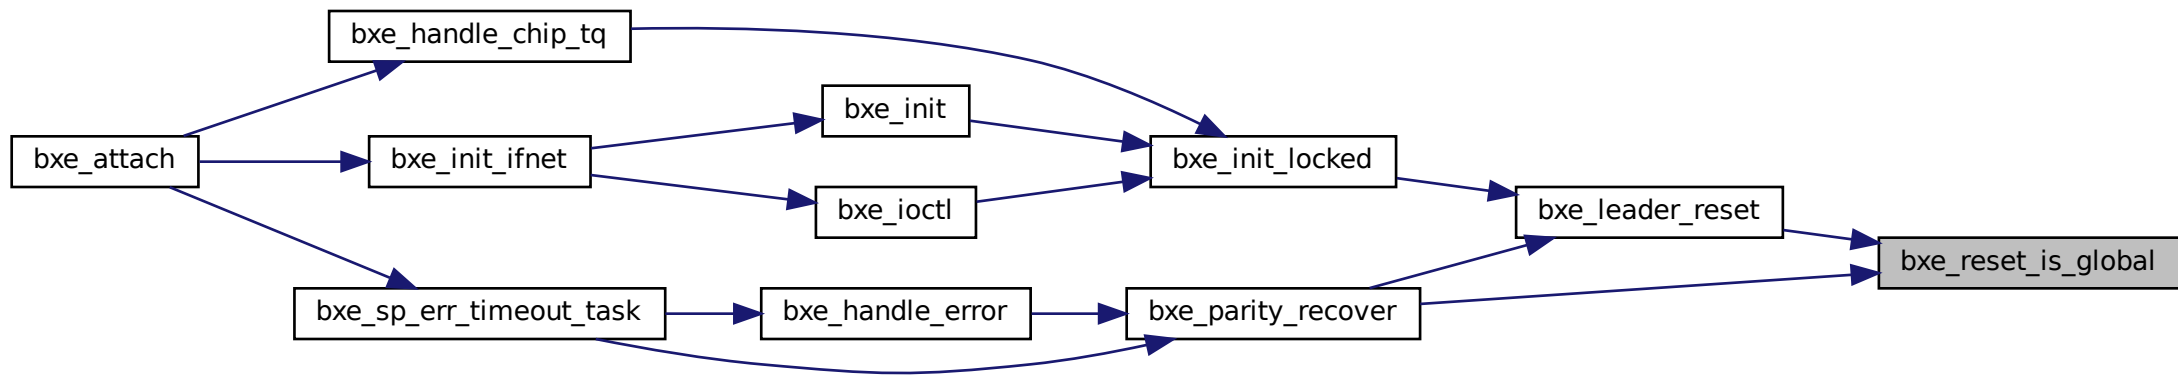 bxe_handle_chip_tq
bxe_init
bxe_attach
bxe_init_ifnet
bxe_init_locked
bxe_ioctl
bxe_leader_reset
bxe_reset_is_global
bxe_sp_err_timeout_task
bxe_handle_error
bxe_parity_recover